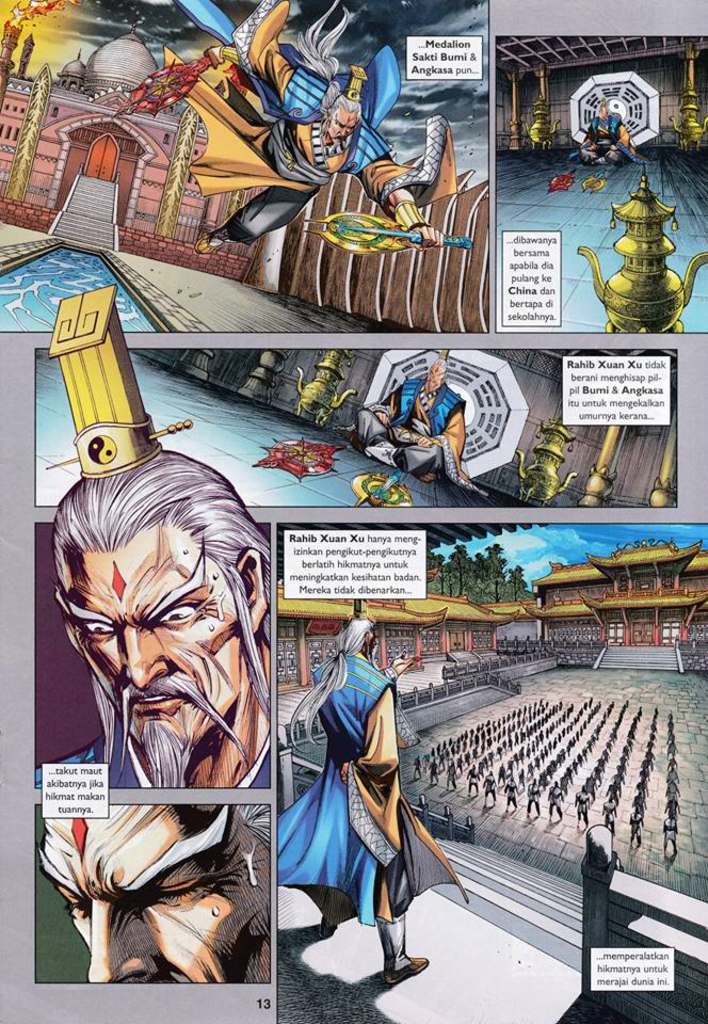 ...Medalion
Sakti Bumi &
Angkasa pun...
...dibawanya
bersama
apabila dia
pulang ke
China dan
bertapa di
sekolahnya.
Rahib Xuan Xu tidak
berani menghisap pil-
pil Bumi & Angkasa
itu untuk mengekalkan
umurnya kerana...
...takut maut
akibatnya jika
hikmat makan
tuannya.
Rahib Xuan Xu hanya meng-
izinkan pengikut-pengikutnya
berlatih hikmatnya untuk
meningkatkan kesihatan badan.
Mereka tidak dibenarkan...
...memperalatkan
hikmatnya untuk
merajai dunia ini.
13